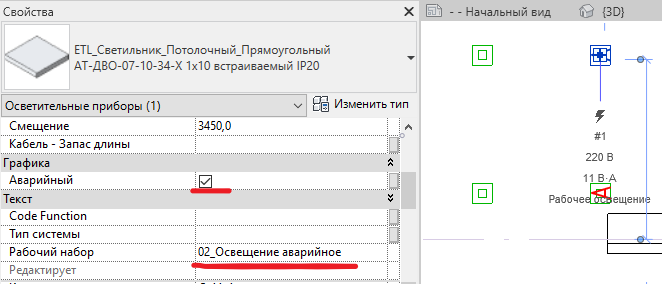 Свойства
ETL_Светильник_Потолочный_Прямоугольный
АТ-ДВО-07-10-34-Х 1x10 встраиваемый IP20
Осветительные приборы (1)
Изменить тип
Смещение 3450,0
Кабель - Запас длины
Графика
Аварийный
Текст
Code Function
Тип системы
Рабочий набор 02_Освещение аварийное
Редактирует
- - Начальный вид
{3D}
#1
220 В
11 В·А
А
Рабочее освещение